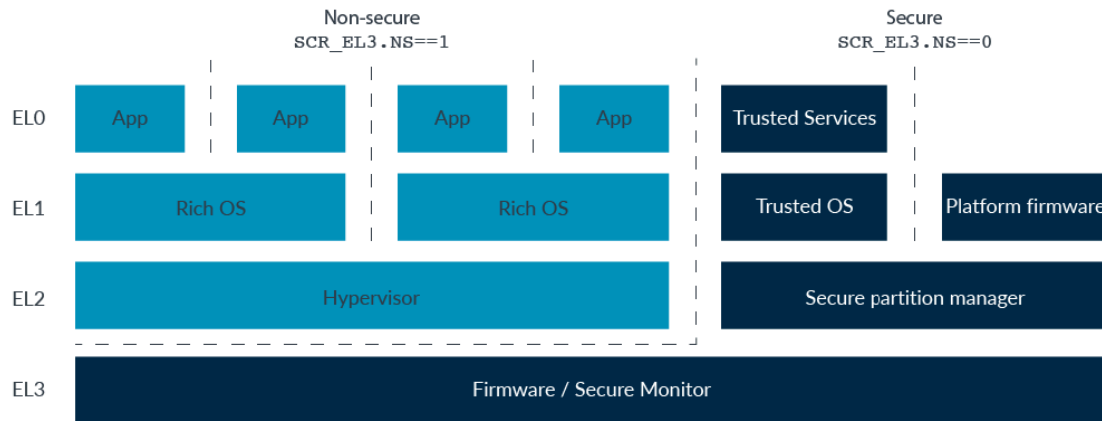 Non-secure
SCR_EL3.NS==1
Secure
SCR_EL3.NS==0
EL0
App
App
App
App
Trusted Services
EL1
Rich OS
Rich OS
Trusted OS
Platform firmware
EL2
Hypervisor
Secure partition manager
EL3
Firmware / Secure Monitor